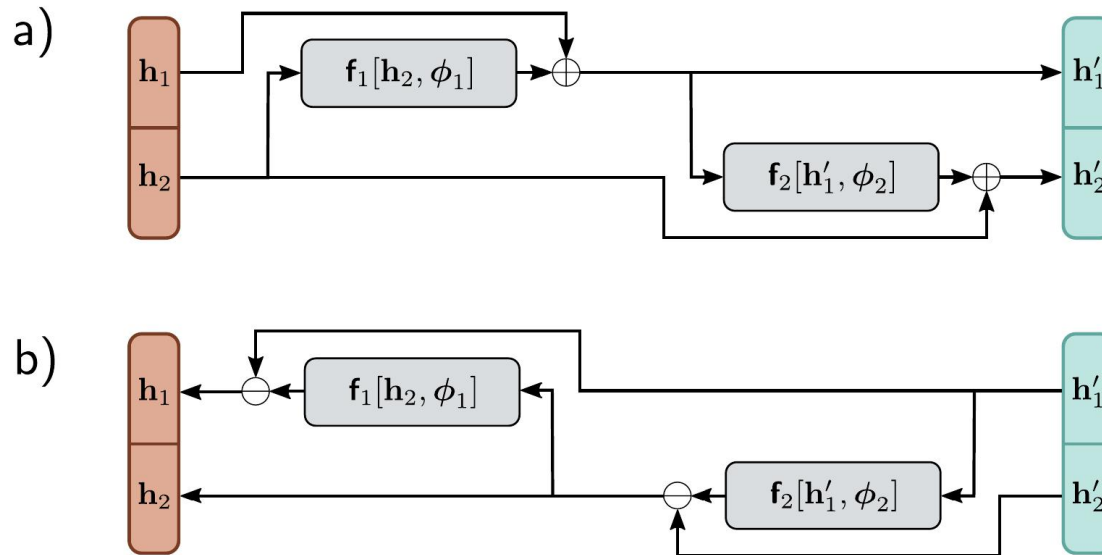 a)
h₁ f₁[h₂, ϕ₁] h′₁
h₂ f₂[h′₁, ϕ₂] h′₂
b)
h₁ f₁[h₂, ϕ₁] h′₁
h₂ f₂[h′₁, ϕ₂] h′₂